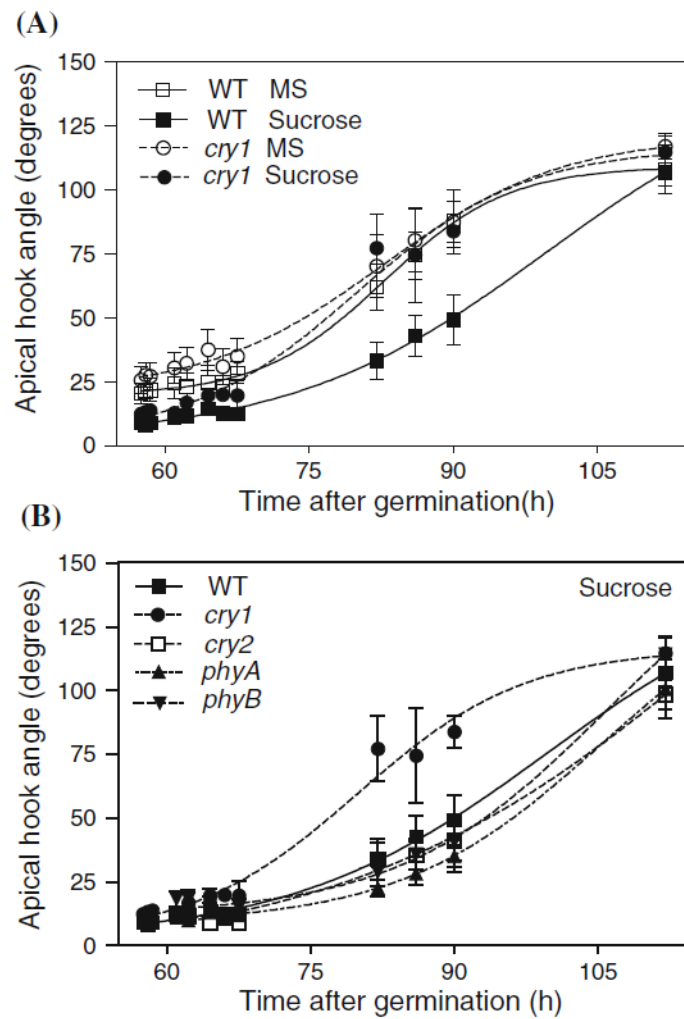 (A)
150
125
100
75
50
25
0
Apical hook angle (degrees)
WT MS
WT Sucrose
cry1 MS
cry1 Sucrose
60 75 90 105
Time after germination(h)
(B)
150
125
100
75
50
25
0
Apical hook angle (degrees)
WT
Sucrose
cry1
cry2
phyA
phyB
60 75 90 105
Time after germination (h)